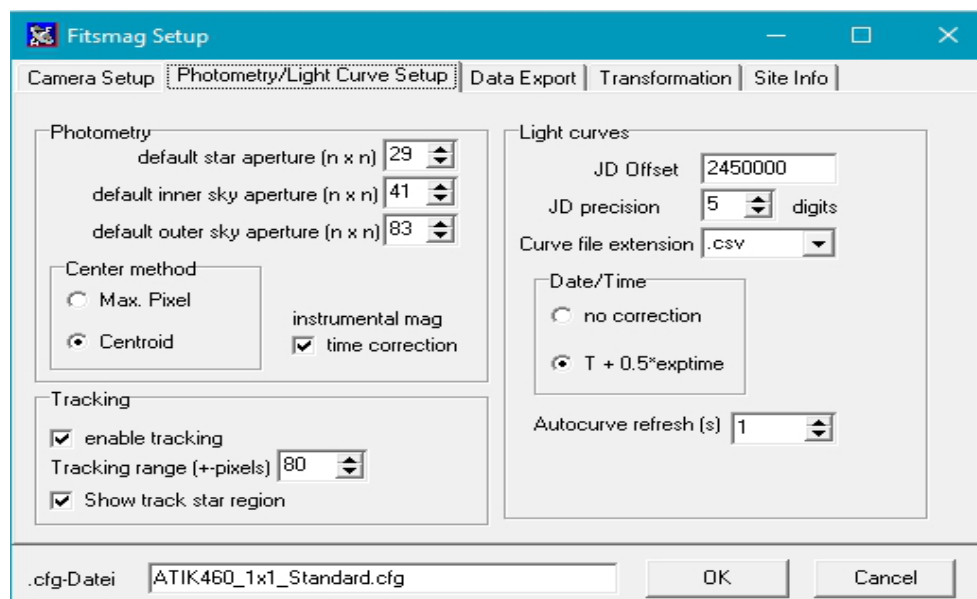 Fitsmag Setup
Camera Setup
Photometry/Light Curve Setup
Data Export
Transformation
Site Info
Photometry
default star aperture (n x n) 29
default inner sky aperture (n x n) 41
default outer sky aperture (n x n) 83
Center method
Max. Pixel
Centroid
instrumental mag
time correction
Tracking
enable tracking
Tracking range (+-pixels) 80
Show track star region
Light curves
JD Offset 2450000
JD precision 5 digits
Curve file extension .csv
Date/Time
no correction
T + 0.5*exptime
Autocurve refresh (s) 1
.cfg-Datei ATIK460_1x1_Standard.cfg
OK
Cancel